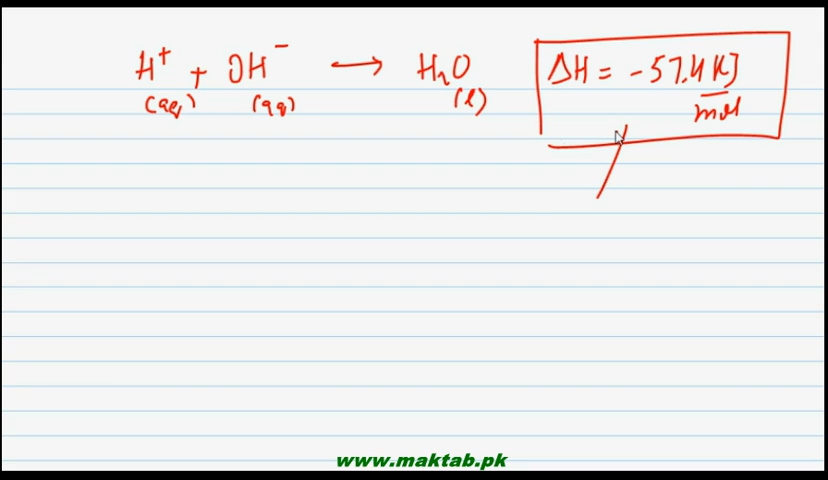 H⁺(aq) + OH⁻(aq) ⟶ H₂O(l) ΔH = -57.4 KJ/mol
www.maktab.pk